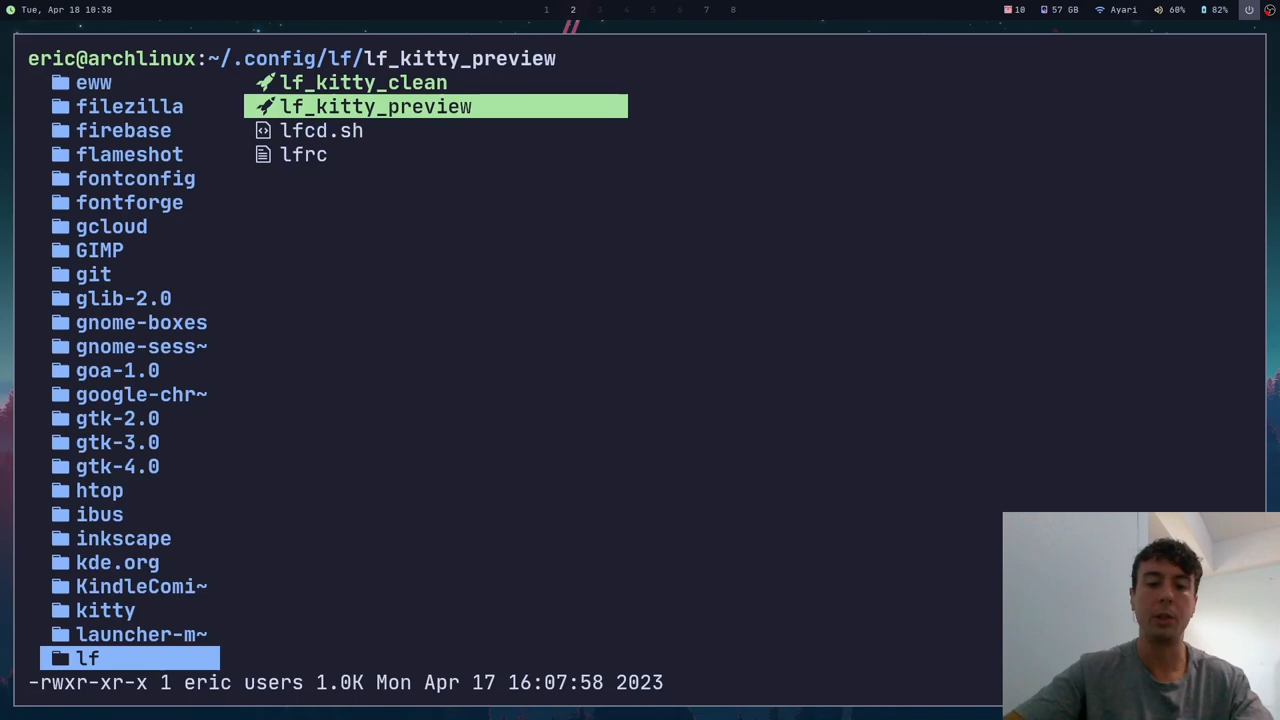 Tue, Apr 18 10:38
1 2 3 4 5 6 7 8
10 57 GB Ayari 60% 82%
eric@archlinux:~/.config/lf/lf_kitty_preview
eww
filezilla
firebase
flameshot
fontconfig
fontforge
gcloud
GIMP
git
glib-2.0
gnome-boxes
gnome-sess~
goa-1.0
google-chr~
gtk-2.0
gtk-3.0
gtk-4.0
htop
ibus
inkscape
kde.org
KindleComi~
kitty
launcher-m~
lf
lf_kitty_clean
lf_kitty_preview
lfcd.sh
lfrc
-rwxr-xr-x 1 eric users 1.0K Mon Apr 17 16:07:58 2023